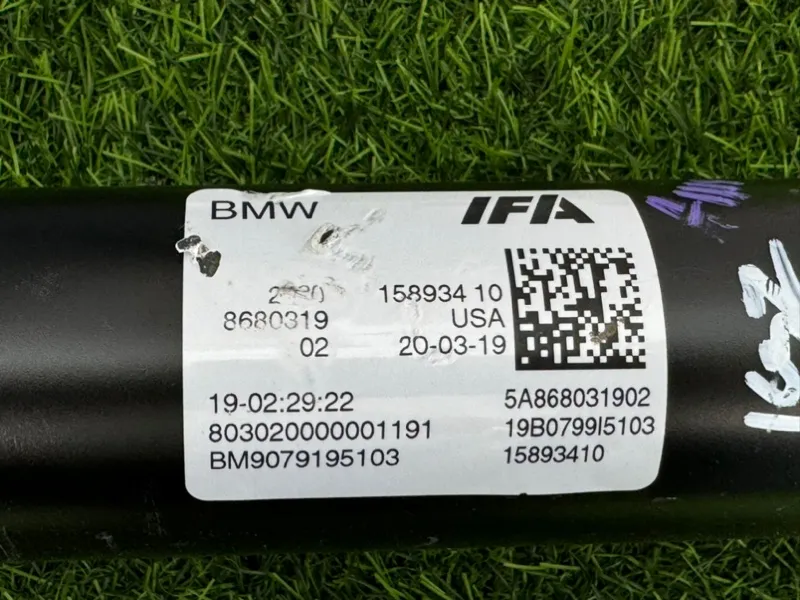 BMW IFA
158934 10
8680319 USA
02 20-03-19
19-02:29:22 5A868031902
803020000001191 19B0799I5103
BM9079195103 15893410